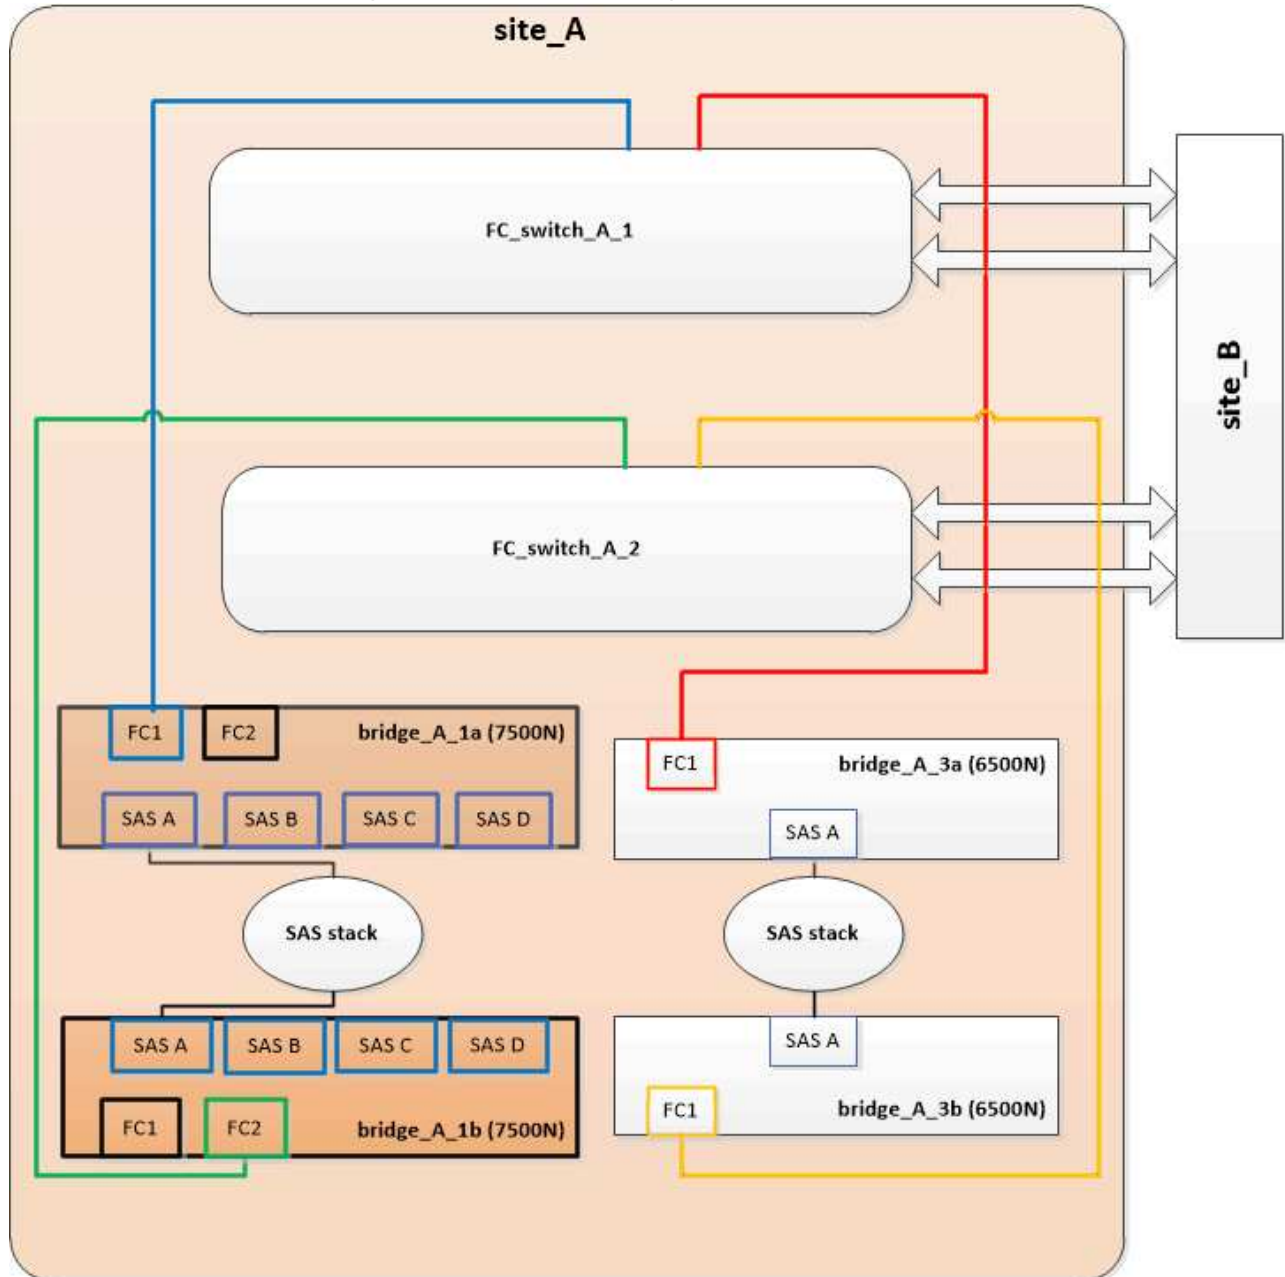 site_A
FC_switch_A_1
site_B
FC_switch_A_2
FC1
FC2
bridge_A_1a (7500N)
SAS A
SAS B
SAS C
SAS D
FC1
bridge_A_3a (6500N)
SAS A
SAS stack
SAS stack
SAS A
SAS B
SAS C
SAS D
FC1
FC2
bridge_A_1b (7500N)
SAS A
FC1
bridge_A_3b (6500N)